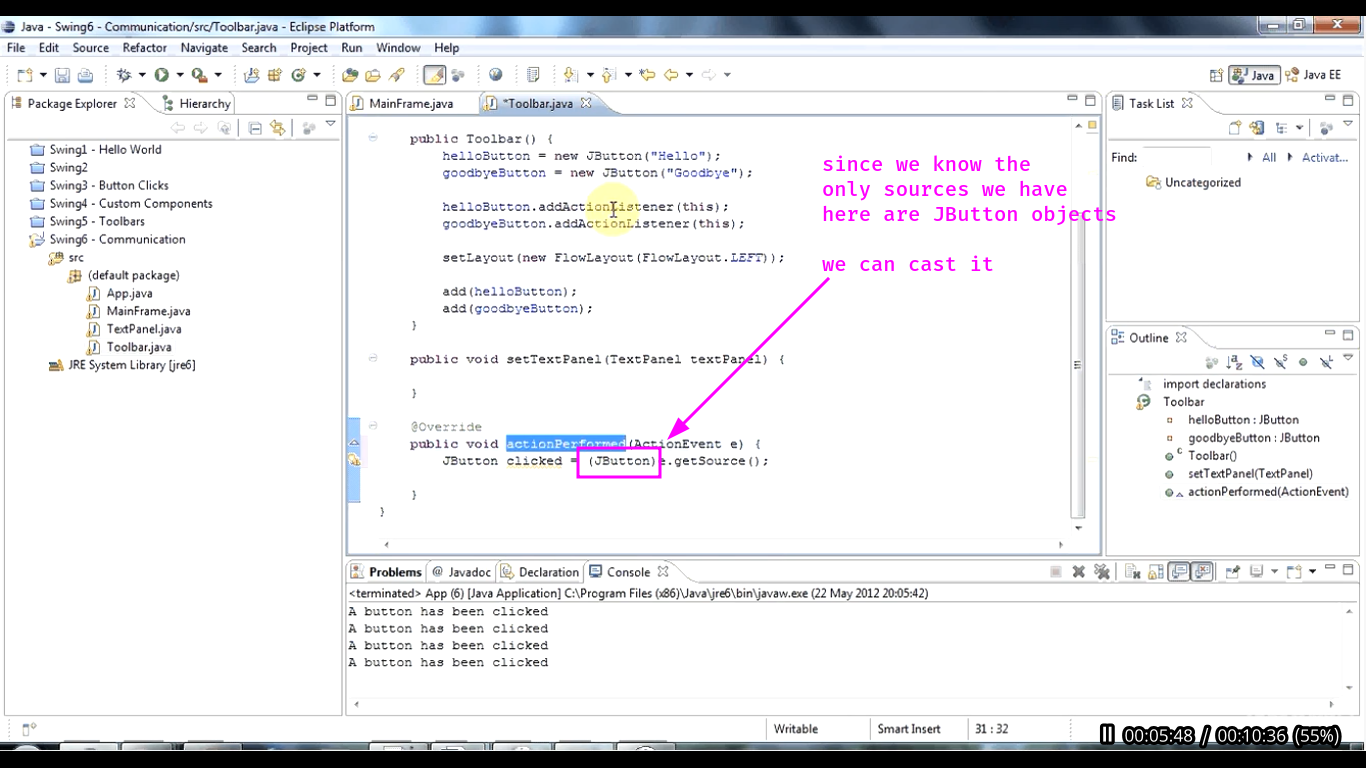 Java - Swing6 - Communication/src/Toolbar.java - Eclipse Platform
File Edit Source Refactor Navigate Search Project Run Window Help
Java Java EE
Package Explorer Hierarchy
Swing1 - Hello World
Swing2
Swing3 - Button Clicks
Swing4 - Custom Components
Swing5 - Toolbars
Swing6 - Communication
src
(default package)
App.java
MainFrame.java
TextPanel.java
Toolbar.java
JRE System Library [jre6]
MainFrame.java *Toolbar.java
public Toolbar() {
helloButton = new JButton("Hello");
goodbyeButton = new JButton("Goodbye");
helloButton.addActionListener(this);
goodbyeButton.addActionListener(this);
setLayout(new FlowLayout(FlowLayout.LEFT));
add(helloButton);
add(goodbyeButton);
}
public void setTextPanel(TextPanel textPanel) {
}
@Override
public void actionPerformed(ActionEvent e) {
JButton clicked = (JButton)e.getSource();
}
}
since we know the
only sources we have
here are JButton objects
we can cast it
Task List
Find: All Activat...
Uncategorized
Outline
import declarations
Toolbar
helloButton : JButton
goodbyeButton : JButton
Toolbar()
setTextPanel(TextPanel)
actionPerformed(ActionEvent)
Problems @ Javadoc Declaration Console
<terminated> App (6) [Java Application] C:\Program Files (x86)\Java\jre6\bin\javaw.exe (22 May 2012 20:05:42)
A button has been clicked
A button has been clicked
A button has been clicked
A button has been clicked
Writable Smart Insert 31 : 32
00:05:48 / 00:10:36 (55%)